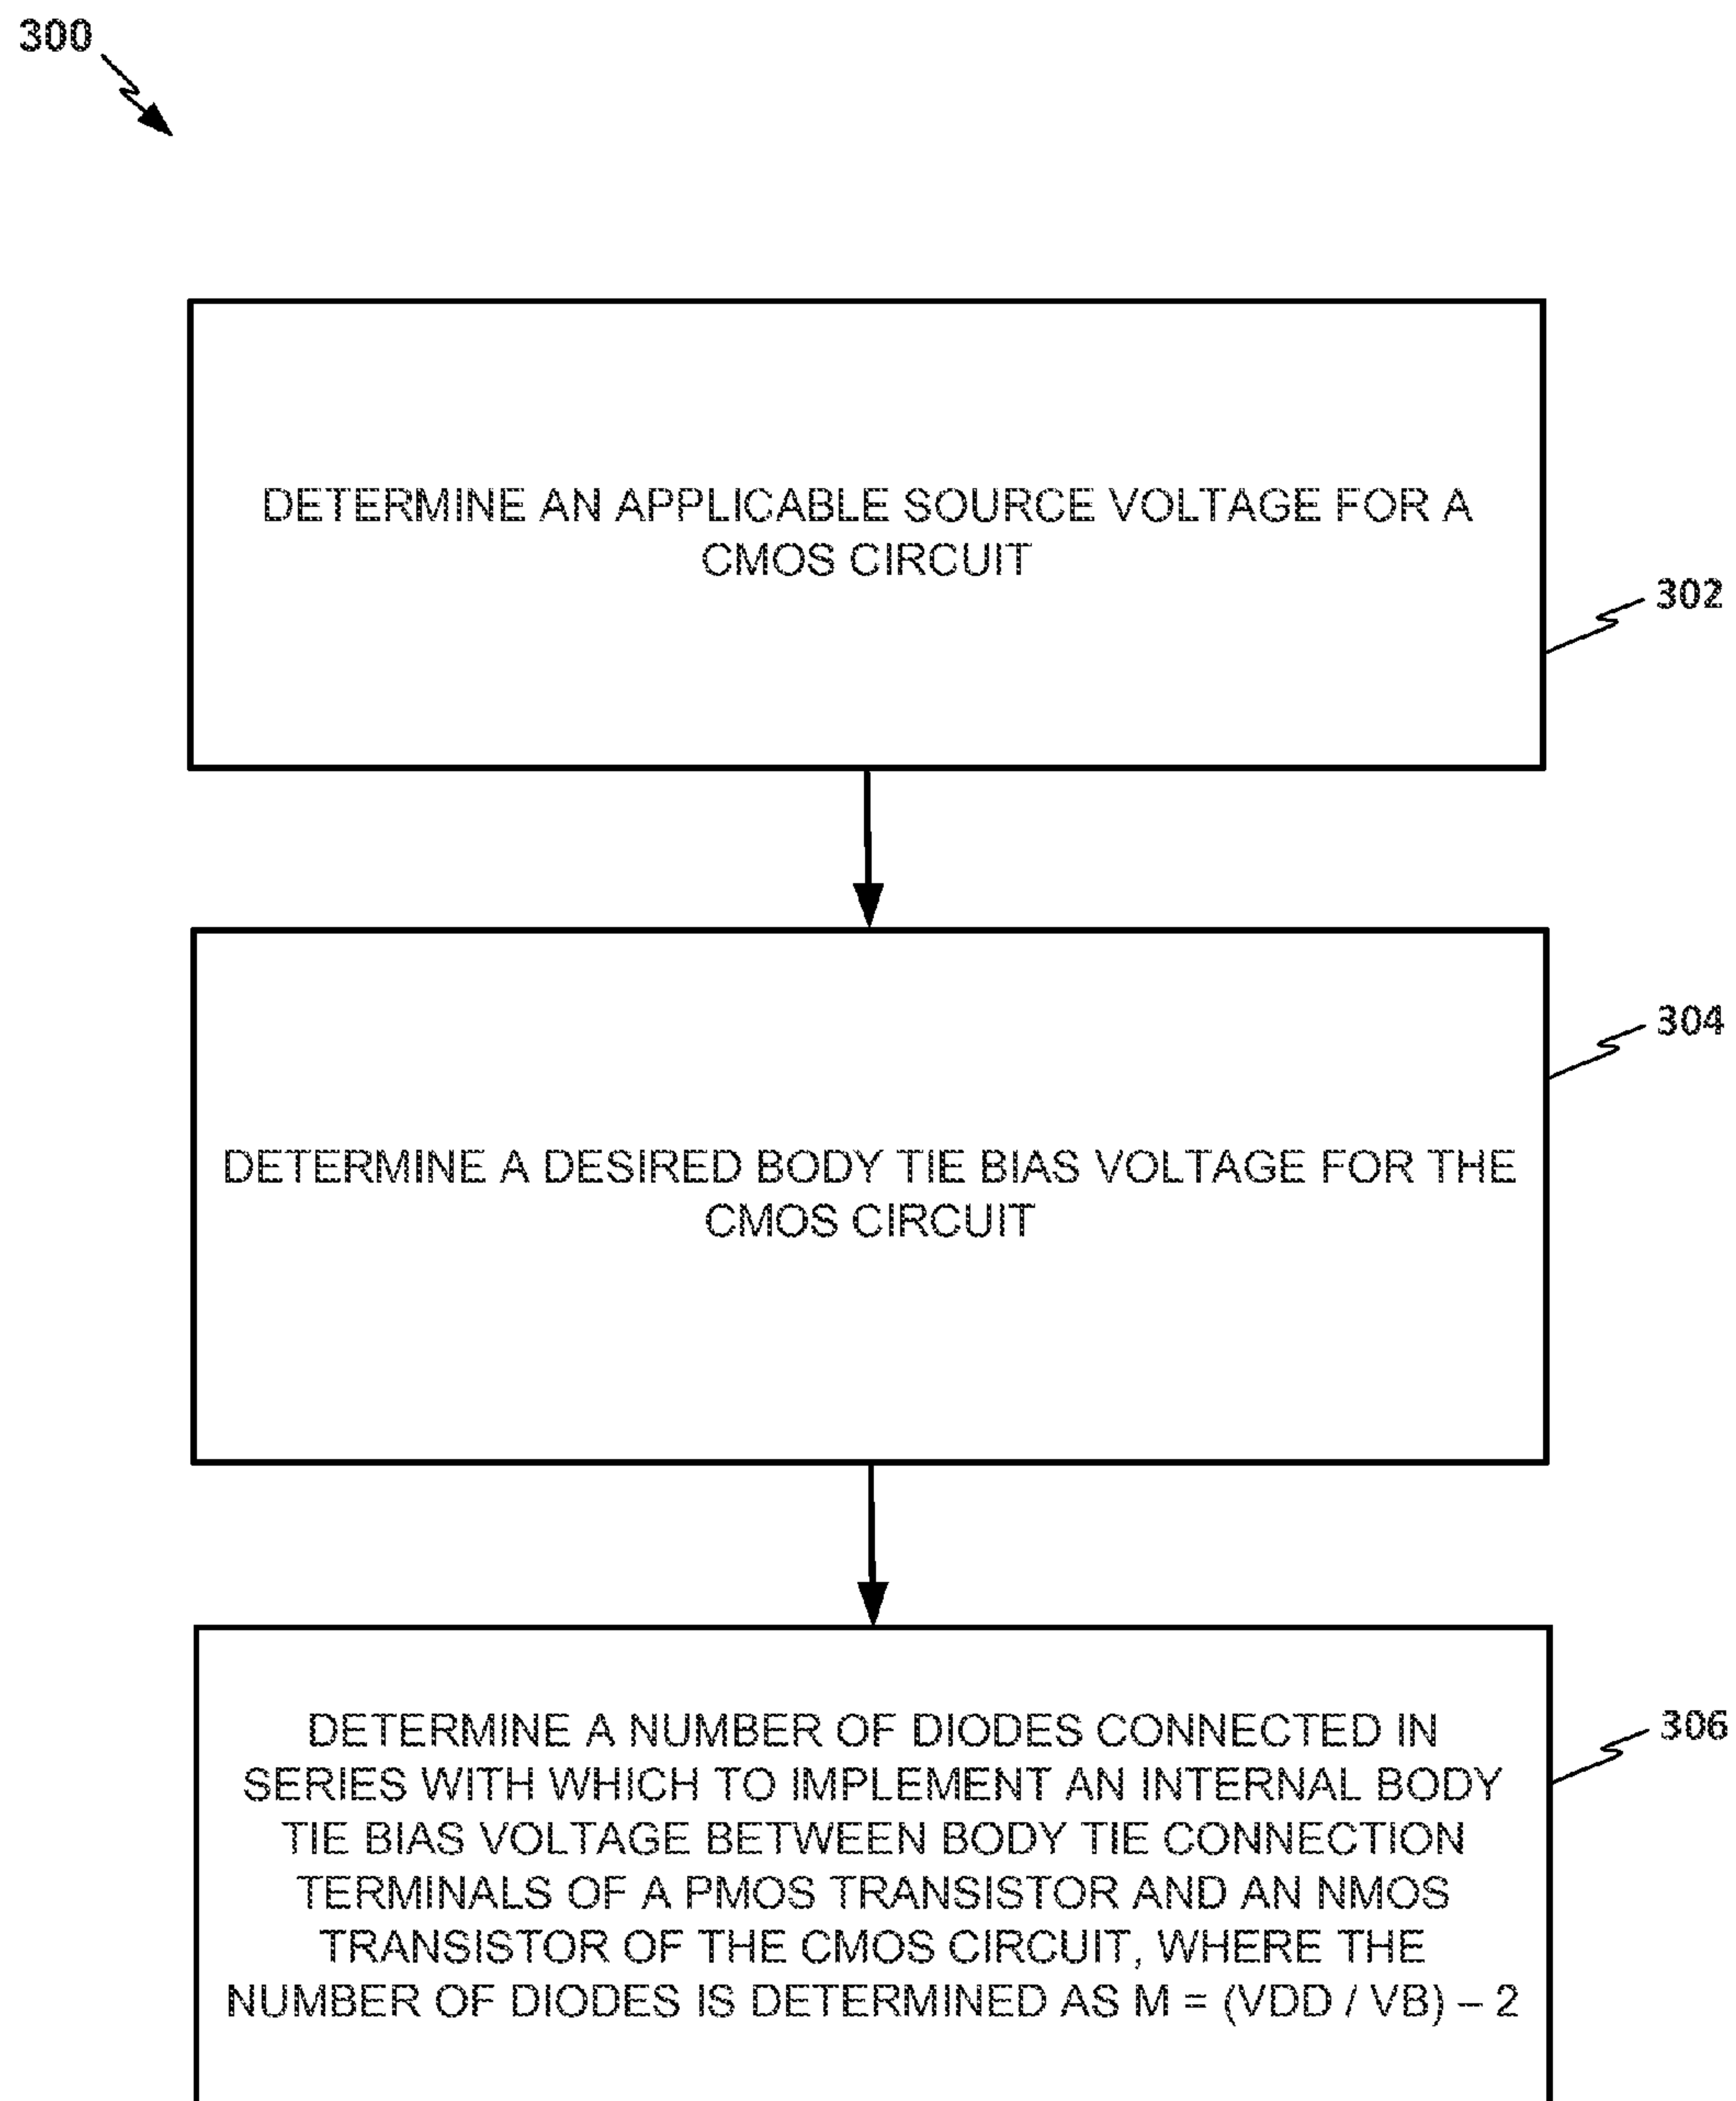 300
DETERMINE AN APPLICABLE SOURCE VOLTAGE FOR A
CMOS CIRCUIT
302
304
DETERMINE A DESIRED BODY TIE BIAS VOLTAGE FOR THE
CMOS CIRCUIT
306
DETERMINE A NUMBER OF DIODES CONNECTED IN
SERIES WITH WHICH TO IMPLEMENT AN INTERNAL BODY
TIE BIAS VOLTAGE BETWEEN BODY TIE CONNECTION
TERMINALS OF A PMOS TRANSISTOR AND AN NMOS
TRANSISTOR OF THE CMOS CIRCUIT, WHERE THE
NUMBER OF DIODES IS DETERMINED AS M = (VDD / VB) – 2